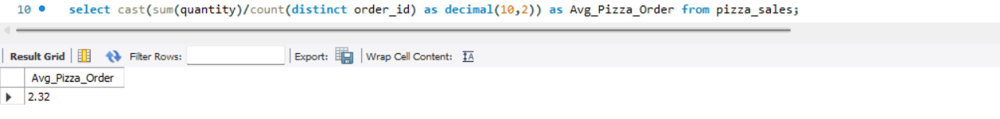 10 select cast(sum(quantity)/count(distinct order_id) as decimal(10,2)) as Avg_Pizza_Order from pizza_sales;
Result Grid Filter Rows: Export: Wrap Cell Content: IA
Avg_Pizza_Order
2.32